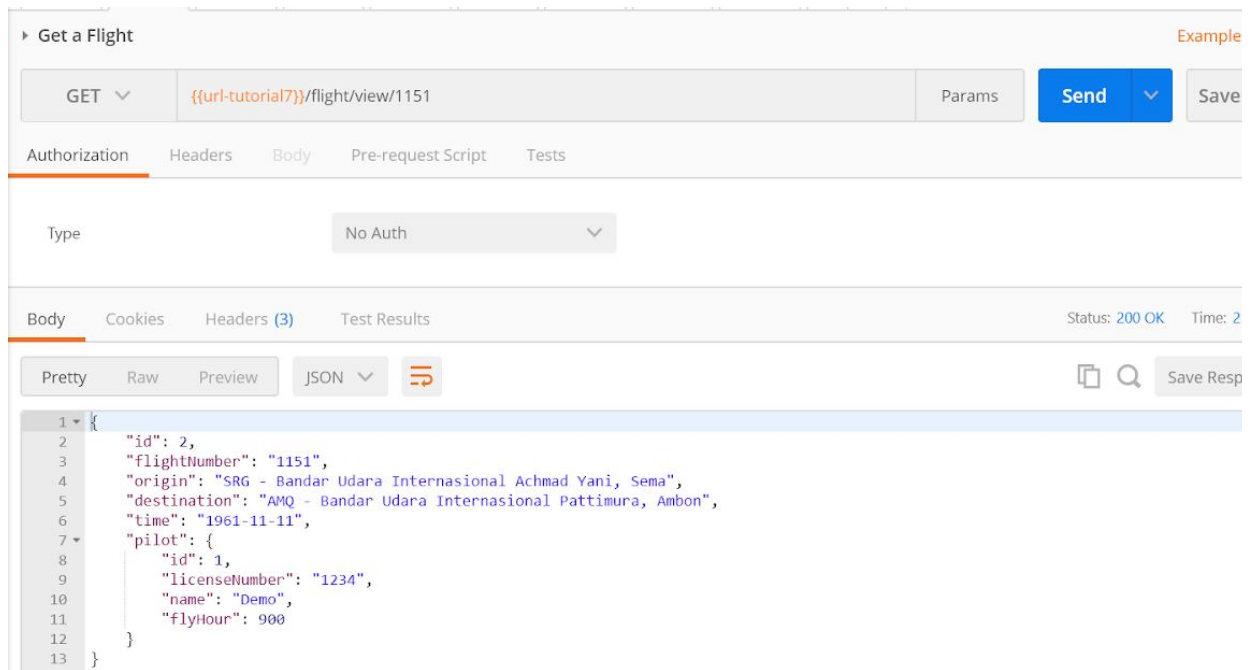 Get a Flight
Example
GET {{url-tutorial7}}/flight/view/1151 Params Send Save
Authorization Headers Body Pre-request Script Tests
Type No Auth
Body Cookies Headers (3) Test Results Status: 200 OK Time: 2
Pretty Raw Preview JSON Save Resp
1 {
2 "id": 2,
3 "flightNumber": "1151",
4 "origin": "SRG - Bandar Udara Internasional Achmad Yani, Sema",
5 "destination": "AMQ - Bandar Udara Internasional Pattimura, Ambon",
6 "time": "1961-11-11",
7 "pilot": {
8 "id": 1,
9 "licenseNumber": "1234",
10 "name": "Demo",
11 "flyHour": 900
12 }
13 }